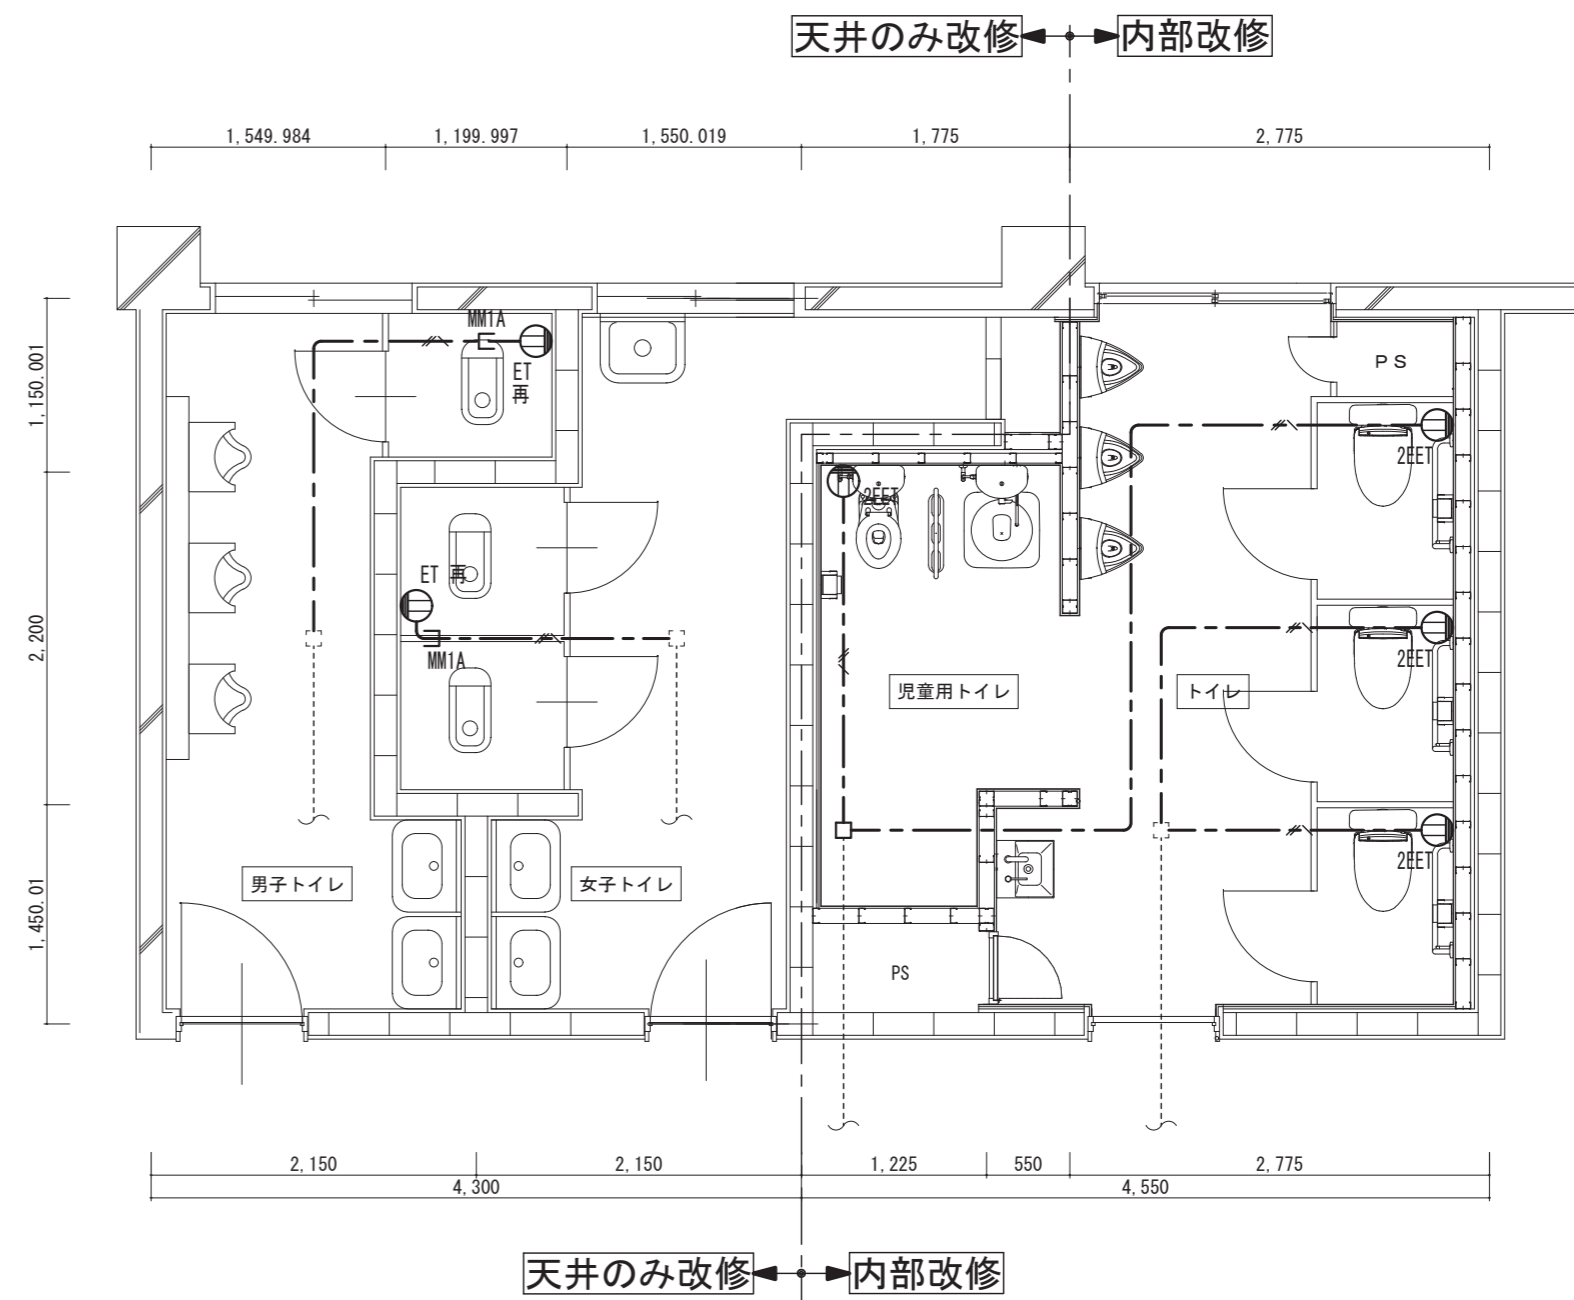 天井のみ改修 内部改修
1,549.984 1,199.997 1,550.019 1,775 2,775
MM1A
ET
再
PS
1,150.001
2EET
2EET
ET 再
2,200
MM1A
2EET
児童用トイレ トイレ
2EET
男子トイレ 女子トイレ
1,450.01
PS
2,150 2,150 1,225 550 2,775
4,300 4,550
天井のみ改修 内部改修